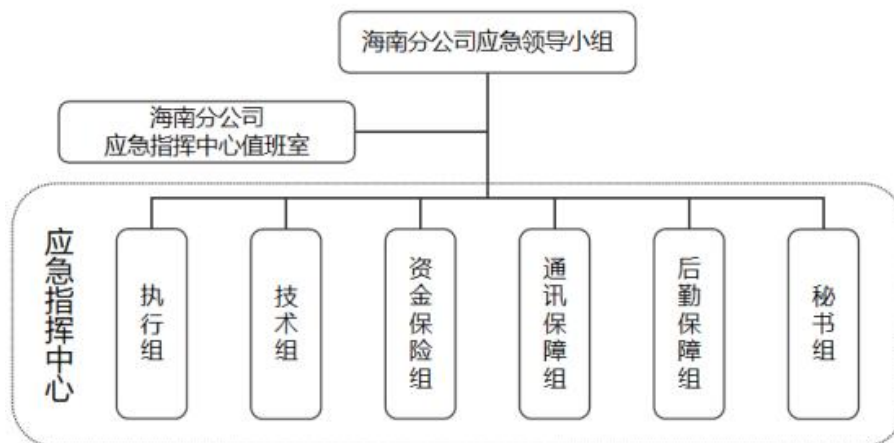 海南分公司应急领导小组
海南分公司
应急指挥中心值班室
应急指挥中心
执行组
技术组
资金保险组
通讯保障组
后勤保障组
秘书组